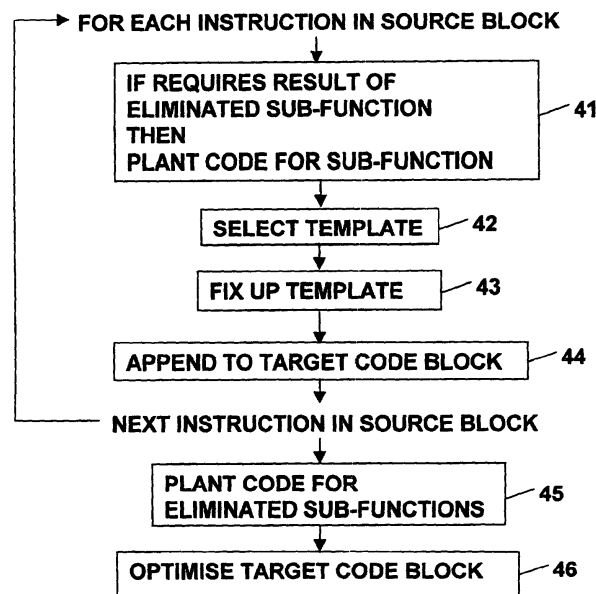 FOR EACH INSTRUCTION IN SOURCE BLOCK
IF REQUIRES RESULT OF
ELIMINATED SUB-FUNCTION
THEN
PLANT CODE FOR SUB-FUNCTION
41
SELECT TEMPLATE
42
FIX UP TEMPLATE
43
APPEND TO TARGET CODE BLOCK
44
NEXT INSTRUCTION IN SOURCE BLOCK
PLANT CODE FOR
ELIMINATED SUB-FUNCTIONS
45
OPTIMISE TARGET CODE BLOCK
46